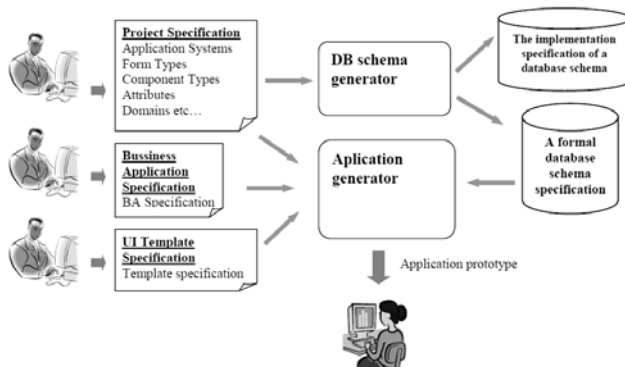 Project Specification
Application Systems
Form Types
Component Types
Attributes
Domains etc…
DB schema
generator
The implementation
specification of a
database schema
Bussiness
Application
Specification
BA Specification
Aplication
generator
A formal
database
schema
specification
UI Template
Specification
Template specification
Application prototype